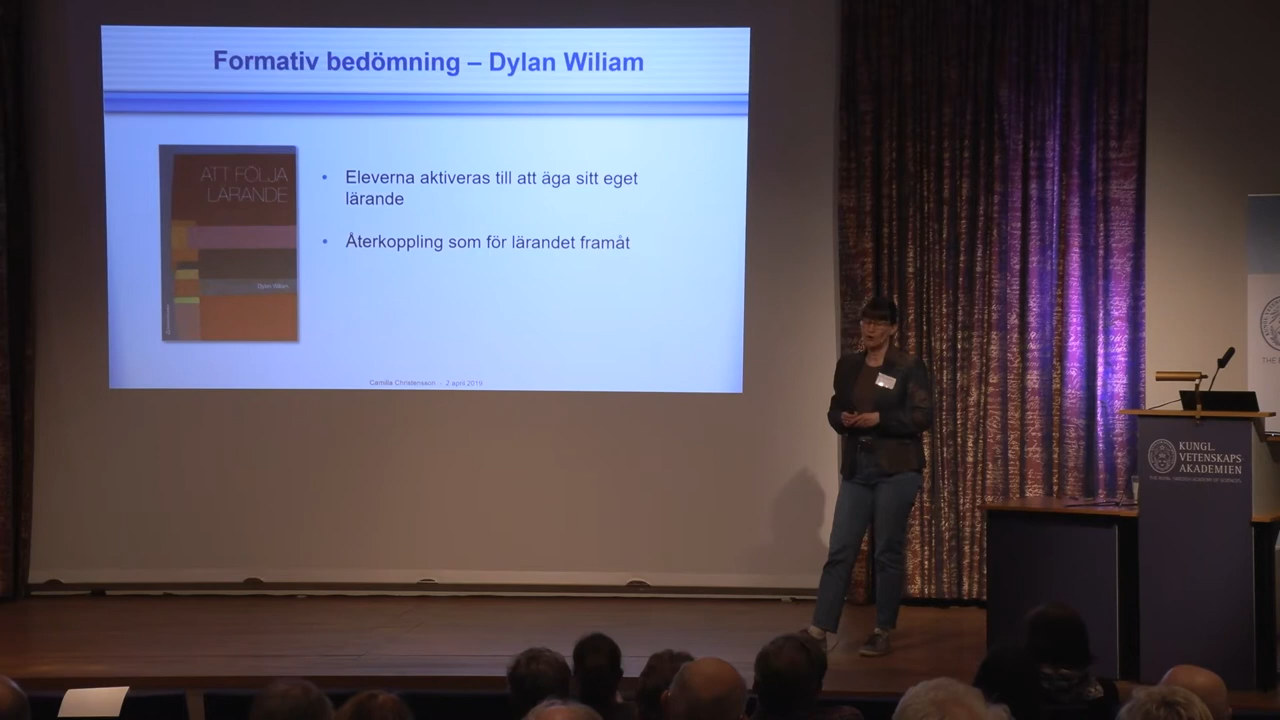 Formativ bedömning – Dylan Wiliam
ATT FÖLJA
LÄRANDE
Dylan Wiliam
• Eleverna aktiveras till att äga sitt eget
lärande
• Återkoppling som för lärandet framåt
Camilla Christensson - 2 april 2019
KUNGL.
VETENSKAPS
AKADEMIEN
THE ROYAL SWEDISH ACADEMY OF SCIENCES
THE